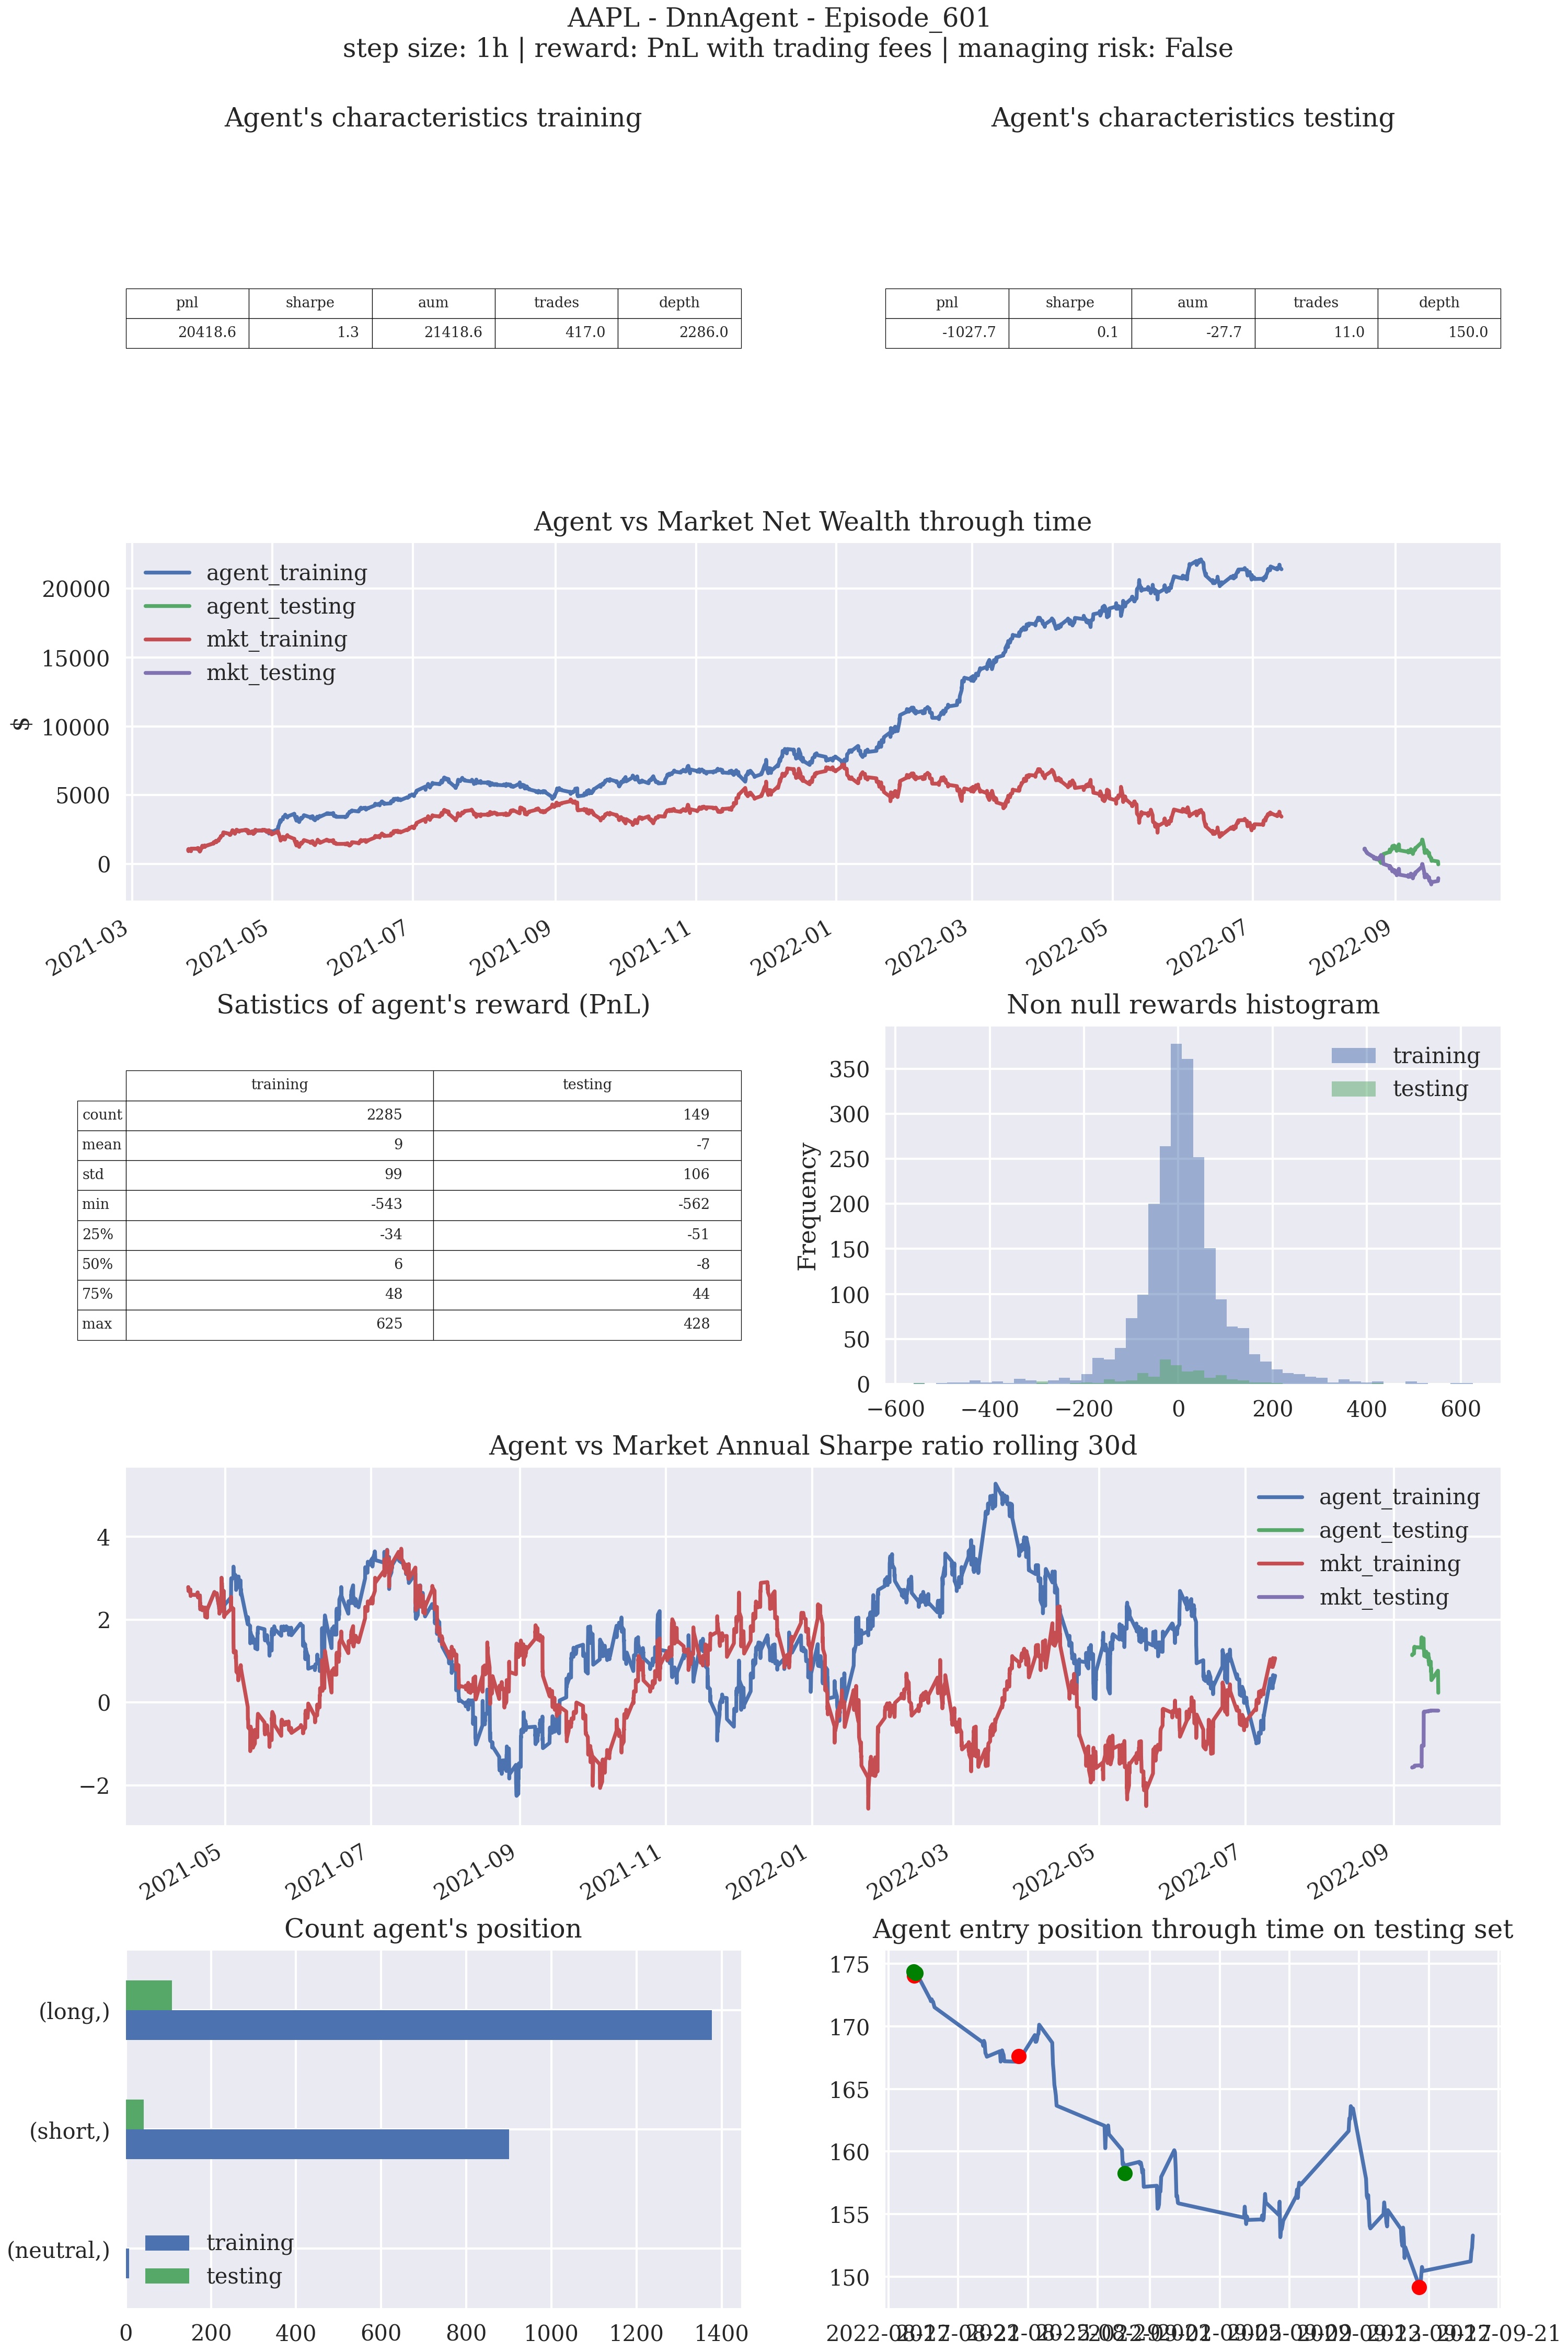 AAPL - DnnAgent - Episode_601
step size: 1h | reward: PnL with trading fees | managing risk: False
Agent's characteristics training
pnl sharpe aum trades depth
20418.6 1.3 21418.6 417.0 2286.0
Agent's characteristics testing
pnl sharpe aum trades depth
-1027.7 0.1 -27.7 11.0 150.0
Agent vs Market Net Wealth through time
agent_training
agent_testing
mkt_training
mkt_testing
$
20000
15000
10000
5000
0
2021-03 2021-05 2021-07 2021-09 2021-11 2022-01 2022-03 2022-05 2022-07 2022-09
Satistics of agent's reward (PnL)
training testing
count 2285 149
mean 9 -7
std 99 106
min -543 -562
25% -34 -51
50% 6 -8
75% 48 44
max 625 428
Non null rewards histogram
training
testing
Frequency
350
300
250
200
150
100
50
0
−600 −400 −200 0 200 400 600
Agent vs Market Annual Sharpe ratio rolling 30d
agent_training
agent_testing
mkt_training
mkt_testing
4
2
0
−2
2021-05 2021-07 2021-09 2021-11 2022-01 2022-03 2022-05 2022-07 2022-09
Count agent's position
(long,)
(short,)
(neutral,)
training
testing
0 200 400 600 800 1000 1200 1400
Agent entry position through time on testing set
175
170
165
160
155
150